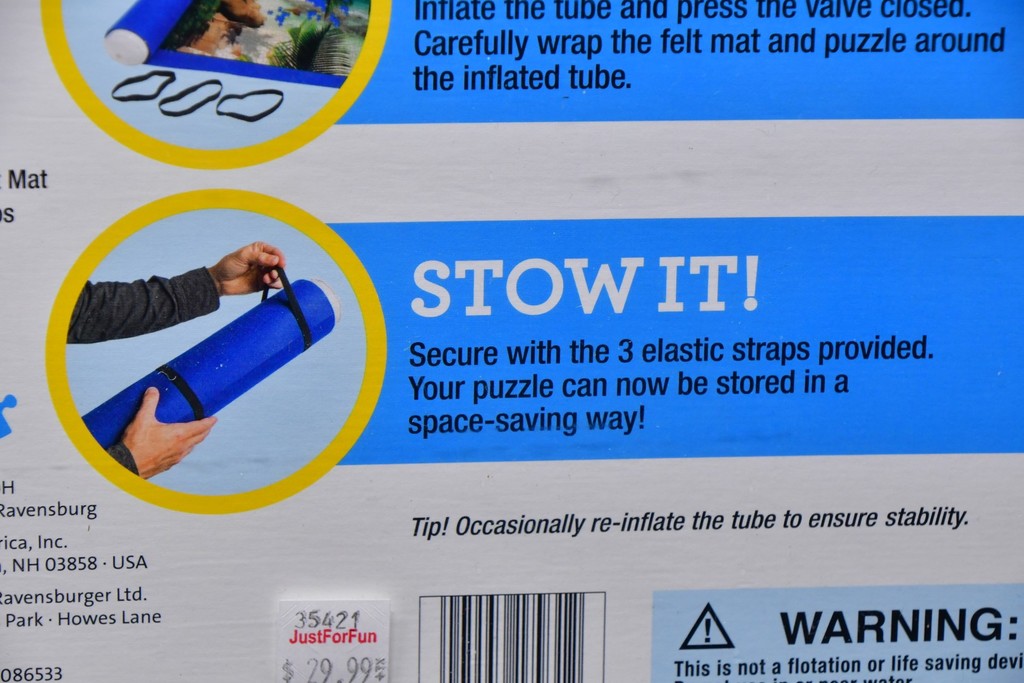 Inflate the tube and press the valve closed.
Carefully wrap the felt mat and puzzle around
the inflated tube.
Mat
STOW IT!
Secure with the 3 elastic straps provided.
Your puzzle can now be stored in a
space-saving way!
Tip! Occasionally re-inflate the tube to ensure stability.
Ravensburg
Inc.
, NH 03858 · USA
Ravensburger Ltd.
Park · Howes Lane
086533
35421
JustForFun
$ 29.99
WARNING:
This is not a flotation or life saving